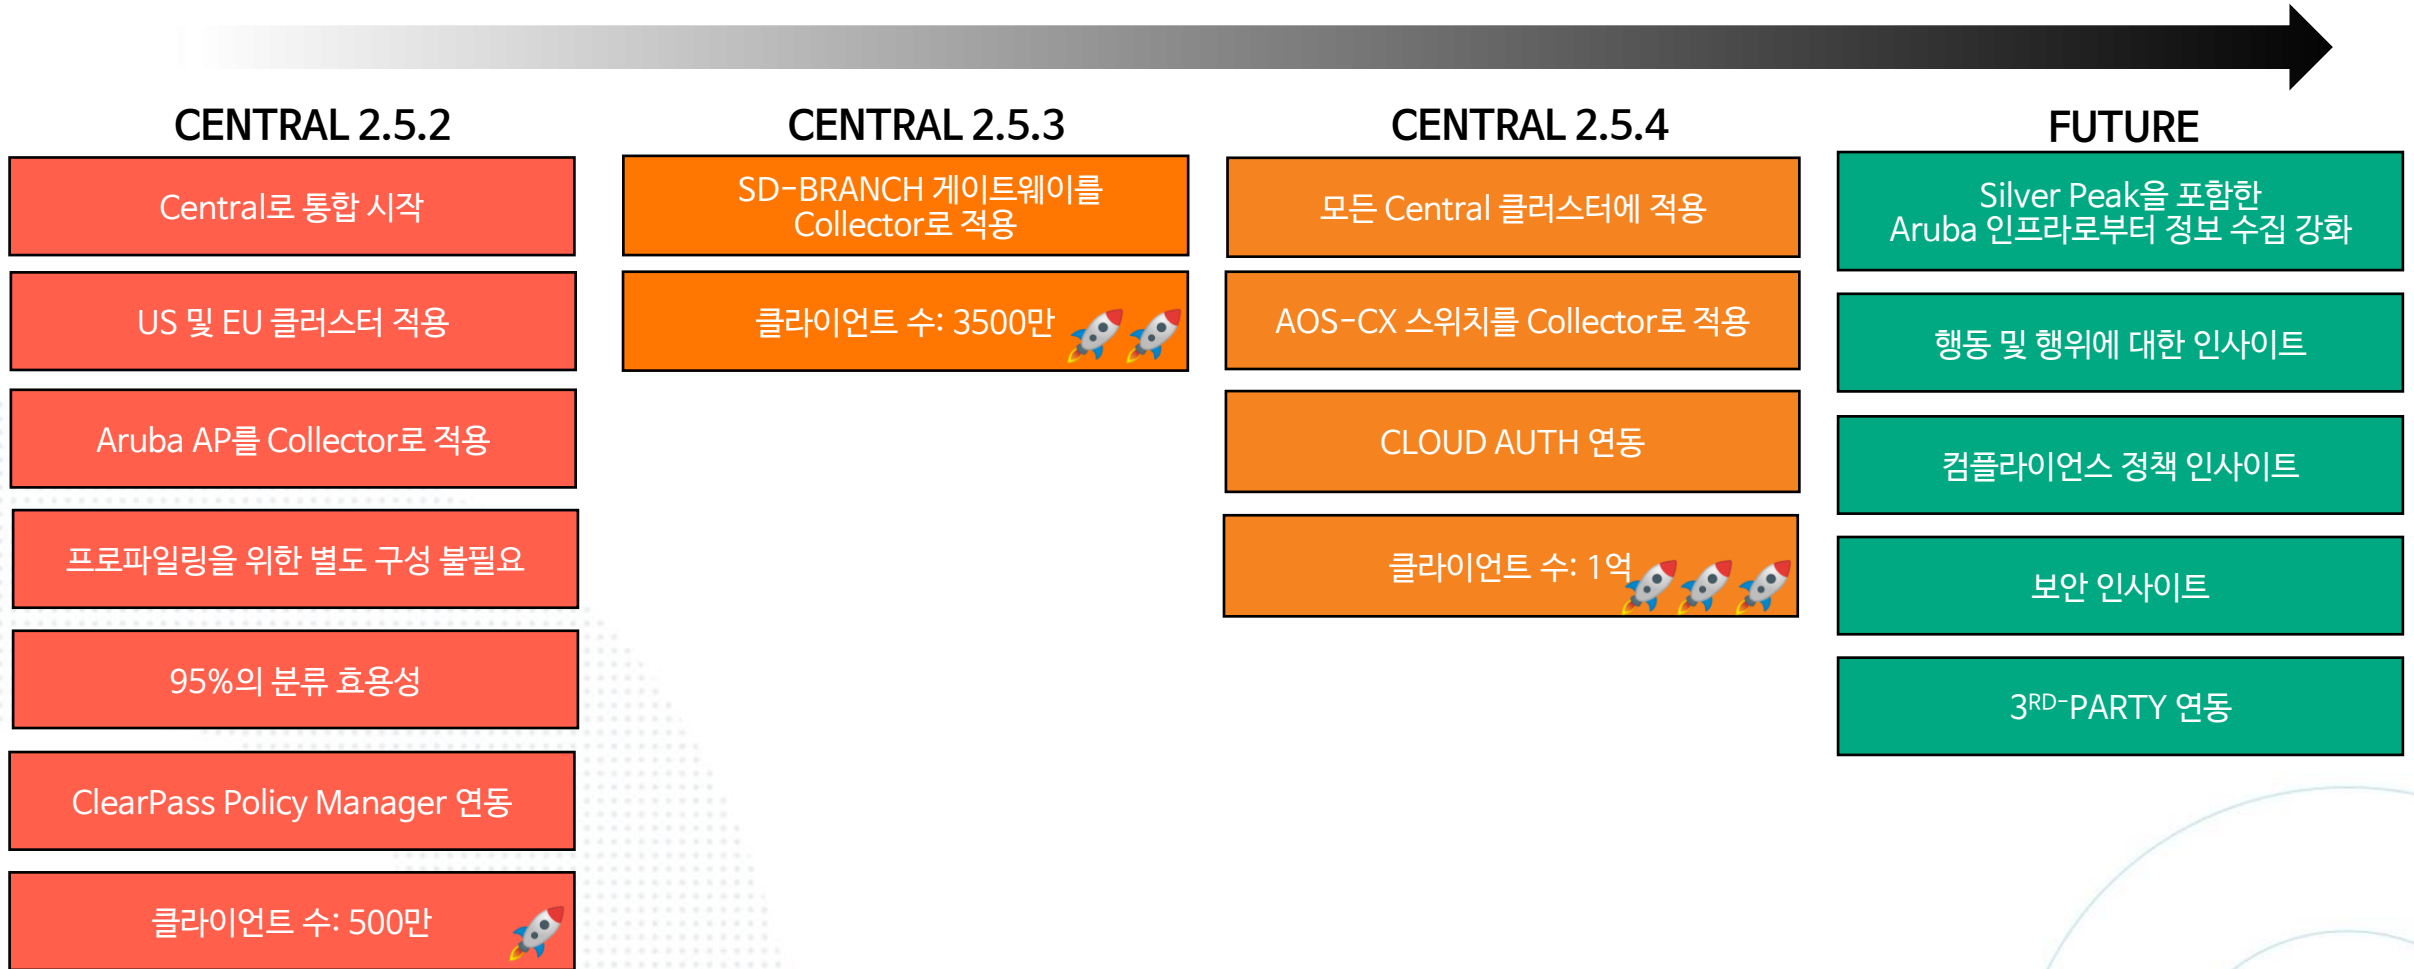 CENTRAL 2.5.2
Central로 통합 시작
US 및 EU 클러스터 적용
Aruba AP를 Collector로 적용
프로파일링을 위한 별도 구성 불필요
95%의 분류 효용성
ClearPass Policy Manager 연동
클라이언트 수: 500만
CENTRAL 2.5.3
SD-BRANCH 게이트웨이를
Collector로 적용
클라이언트 수: 3500만
CENTRAL 2.5.4
모든 Central 클러스터에 적용
AOS-CX 스위치를 Collector로 적용
CLOUD AUTH 연동
클라이언트 수: 1억
FUTURE
Silver Peak을 포함한
Aruba 인프라로부터 정보 수집 강화
행동 및 행위에 대한 인사이트
컴플라이언스 정책 인사이트
보안 인사이트
3RD-PARTY 연동